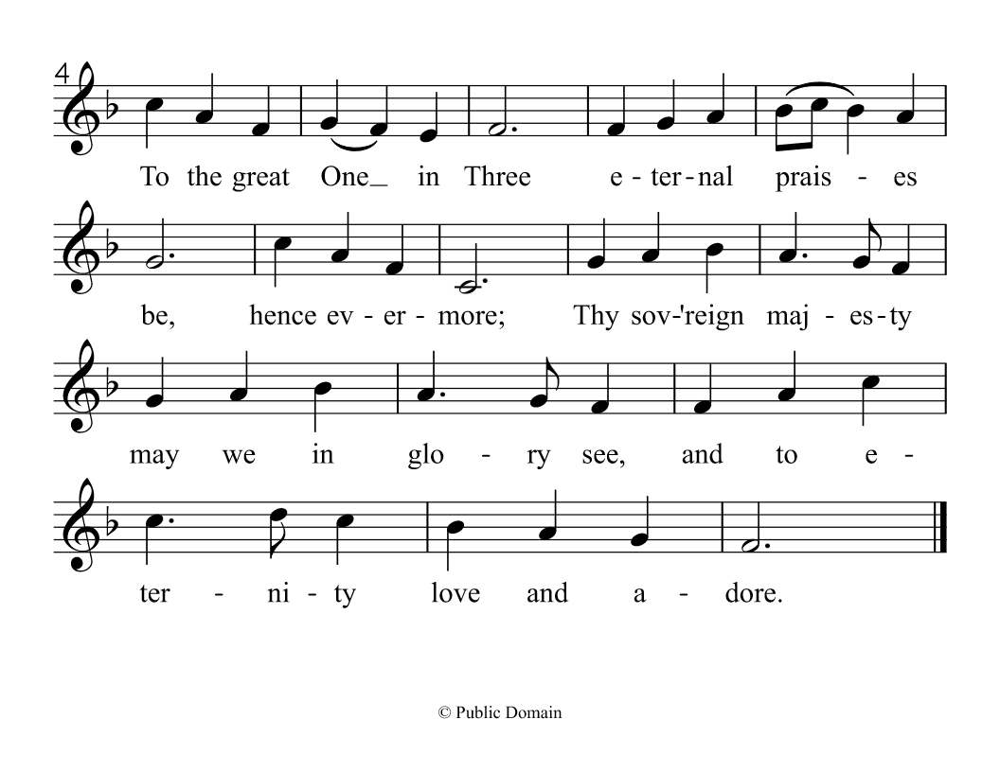 4
To the great One_ in Three e - ter - nal prais - es
be, hence ev - er - more; Thy sov-'reign maj - es - ty
may we in glo - ry see, and to e -
ter - ni - ty love and a - dore.
© Public Domain